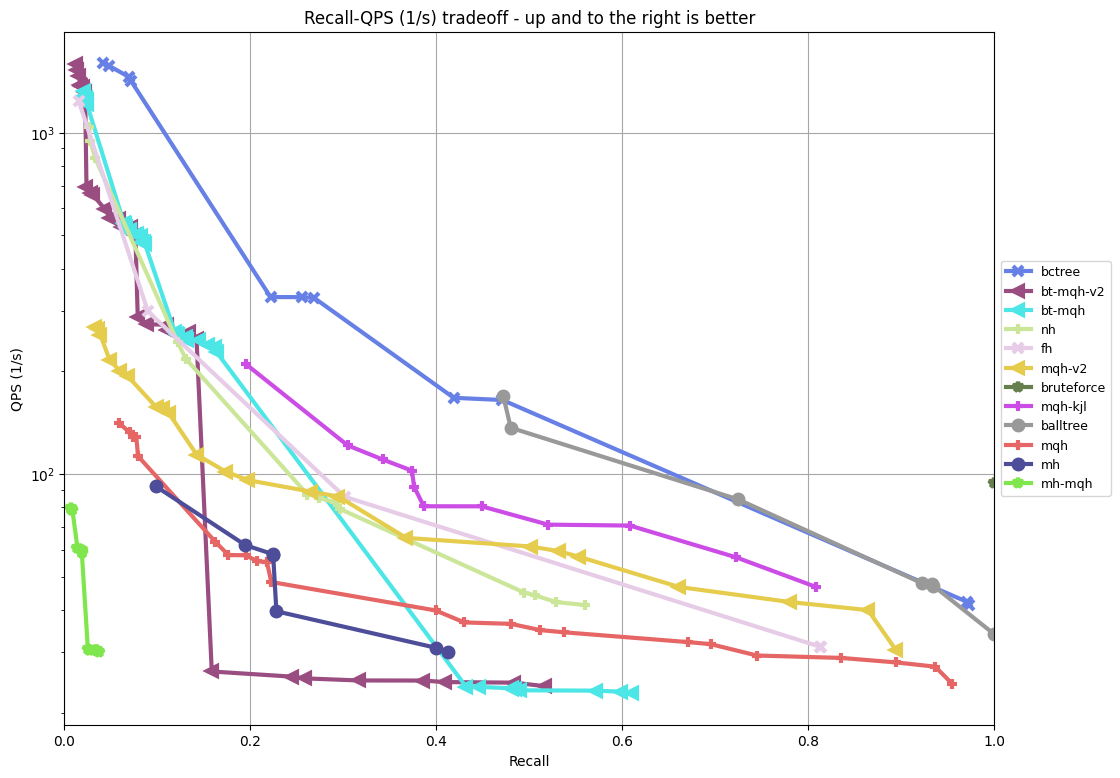 Recall-QPS (1/s) tradeoff - up and to the right is better
QPS (1/s)
10³
10²
0.0 0.2 0.4 0.6 0.8 1.0
Recall
bctree
bt-mqh-v2
bt-mqh
nh
fh
mqh-v2
bruteforce
mqh-kjl
balltree
mqh
mh
mh-mqh